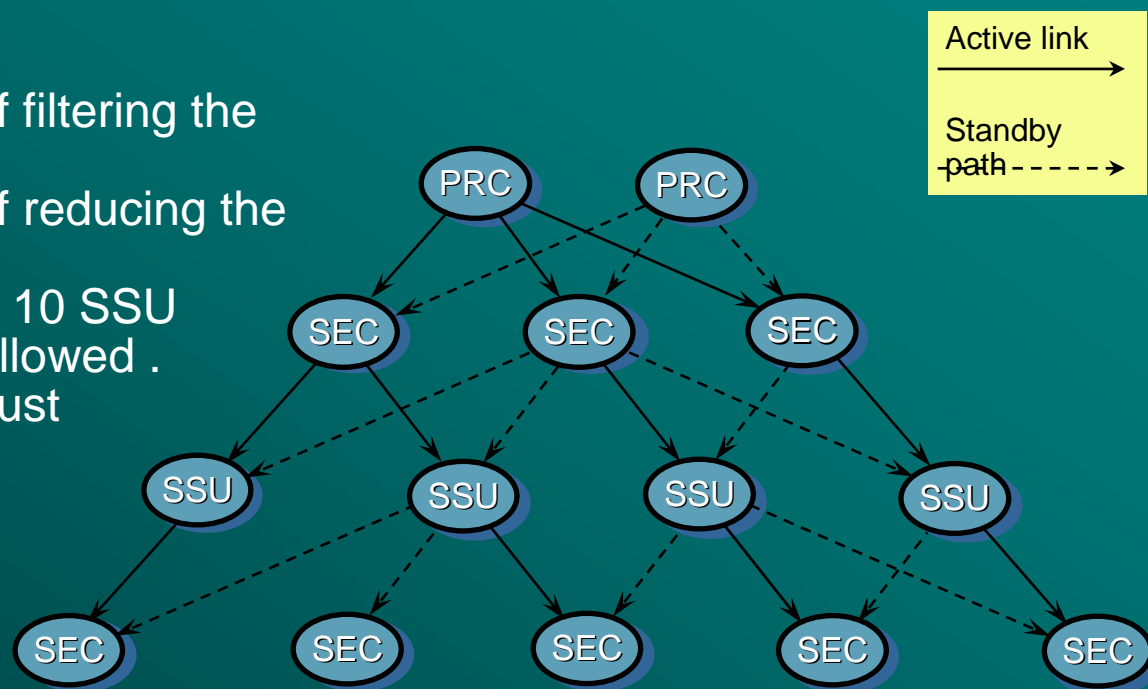 Active link
Standby
path
f filtering the
f reducing the
10 SSU
llowed .
ust
PRC PRC
SEC SEC SEC
SSU SSU SSU SSU
SEC SEC SEC SEC SEC